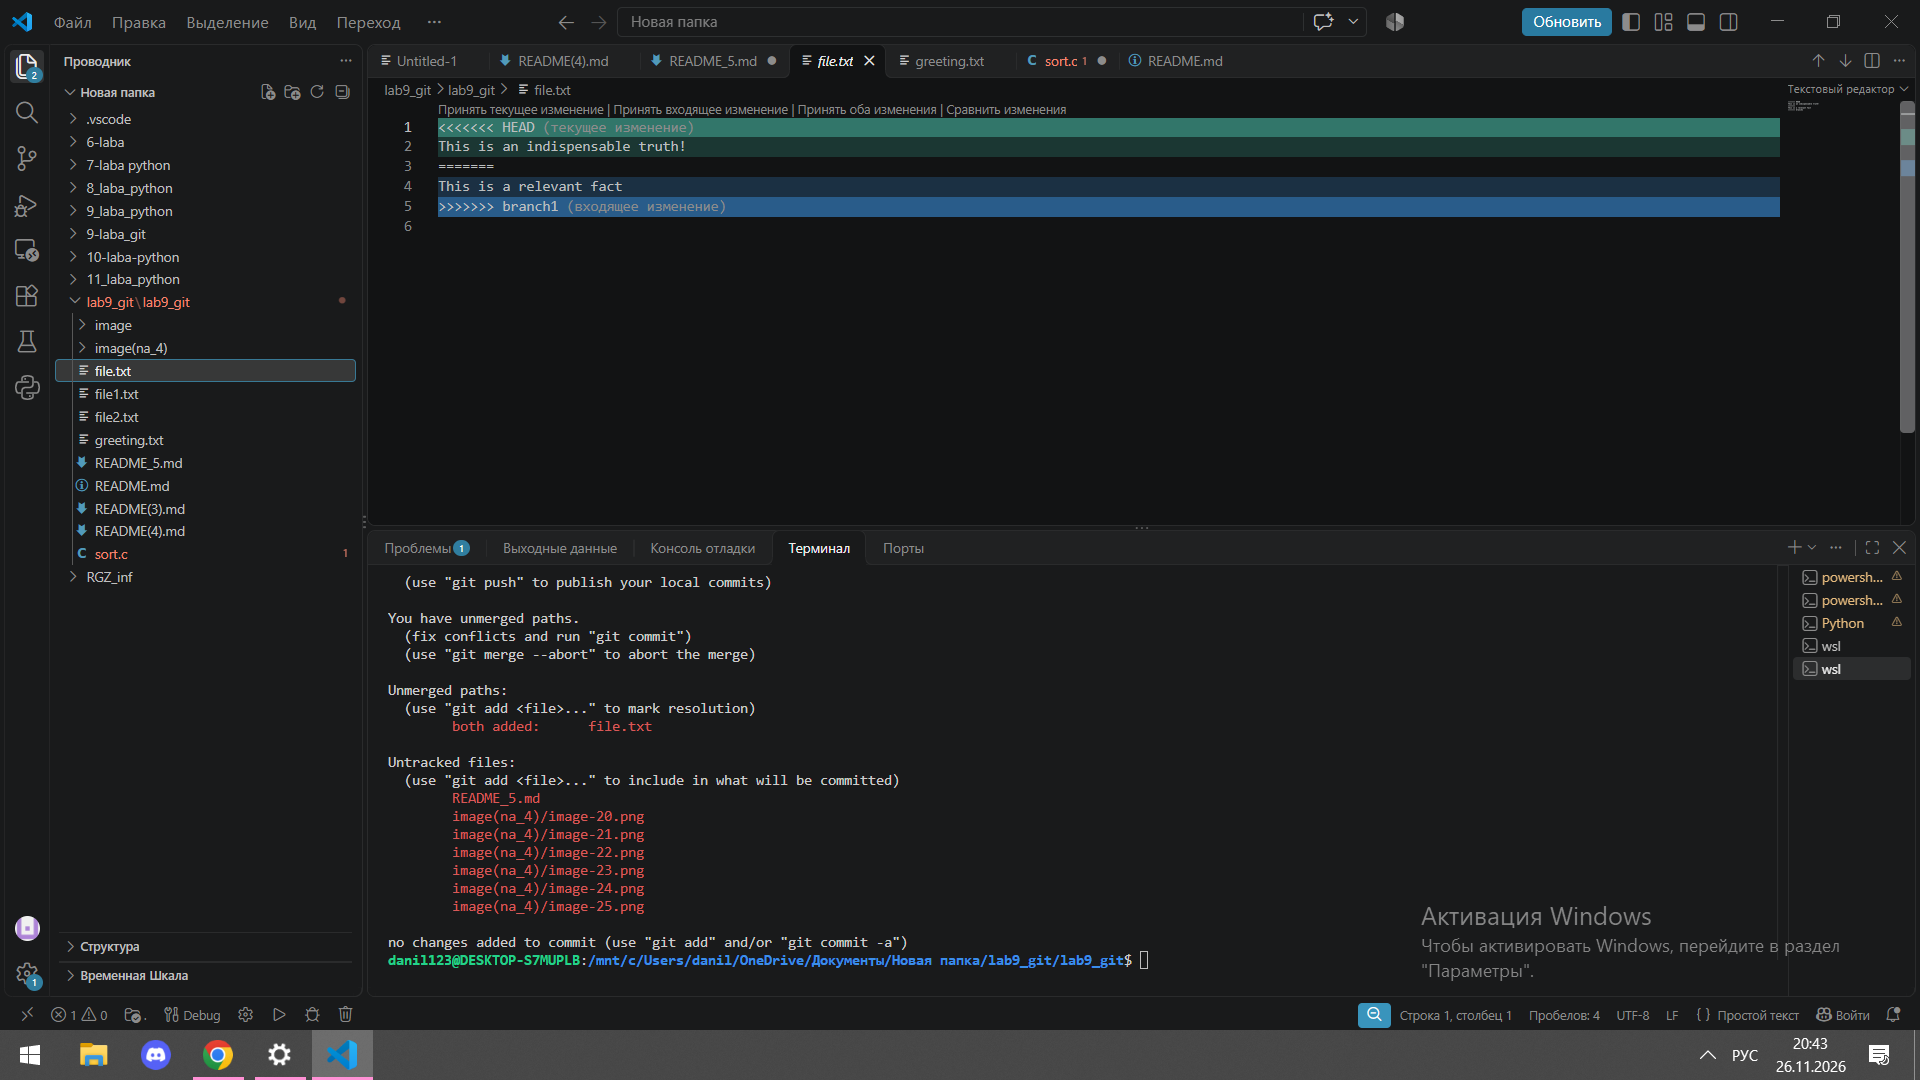 Файл Правка Выделение Вид Переход ···
Новая папка
Обновить
Проводник
Untitled-1 README(4).md README_5.md file.txt greeting.txt sort.c 1 README.md
Новая папка
.vscode
6-laba
7-laba python
8_laba_python
9_laba_python
9-laba_git
10-laba-python
11_laba_python
lab9_git\lab9_git
image
image(na_4)
file.txt
file1.txt
file2.txt
greeting.txt
README_5.md
README.md
README(3).md
README(4).md
sort.c 1
RGZ_inf
Структура
Временная Шкала
2
1
lab9_git > lab9_git > file.txt
Текстовый редактор
Принять текущее изменение | Принять входящее изменение | Принять оба изменения | Сравнить изменения
1 <<<<<<< HEAD (текущее изменение)
2 This is an indispensable truth!
3 =======
4 This is a relevant fact
5 >>>>>>> branch1 (входящее изменение)
6
Проблемы 1 Выходные данные Консоль отладки Терминал Порты
(use "git push" to publish your local commits)
You have unmerged paths.
(fix conflicts and run "git commit")
(use "git merge --abort" to abort the merge)
Unmerged paths:
(use "git add <file>..." to mark resolution)
both added: file.txt
Untracked files:
(use "git add <file>..." to include in what will be committed)
README_5.md
image(na_4)/image-20.png
image(na_4)/image-21.png
image(na_4)/image-22.png
image(na_4)/image-23.png
image(na_4)/image-24.png
image(na_4)/image-25.png
no changes added to commit (use "git add" and/or "git commit -a")
danil123@DESKTOP-S7MUPLB:/mnt/c/Users/danil/OneDrive/Документы/Новая папка/lab9_git/lab9_git$
powersh...
powersh...
Python
wsl
wsl
Активация Windows
Чтобы активировать Windows, перейдите в раздел
"Параметры".
1 0 Debug
Строка 1, столбец 1 Пробелов: 4 UTF-8 LF { } Простой текст Войти
РУС
20:43
26.11.2026